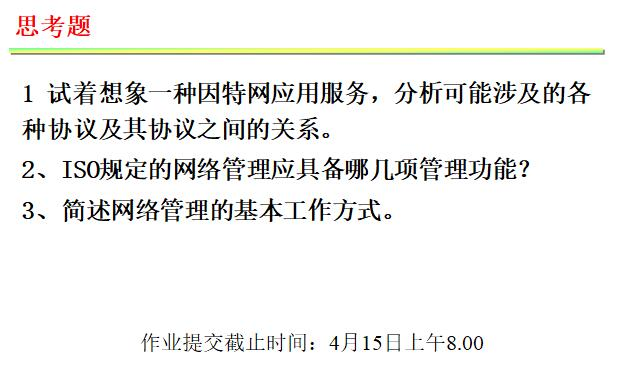 思考题
1 试着想象一种因特网应用服务，分析可能涉及的各
种协议及其协议之间的关系。
2、ISO规定的网络管理应具备哪几项管理功能？
3、简述网络管理的基本工作方式。
作业提交截止时间：4月15日上午8.00